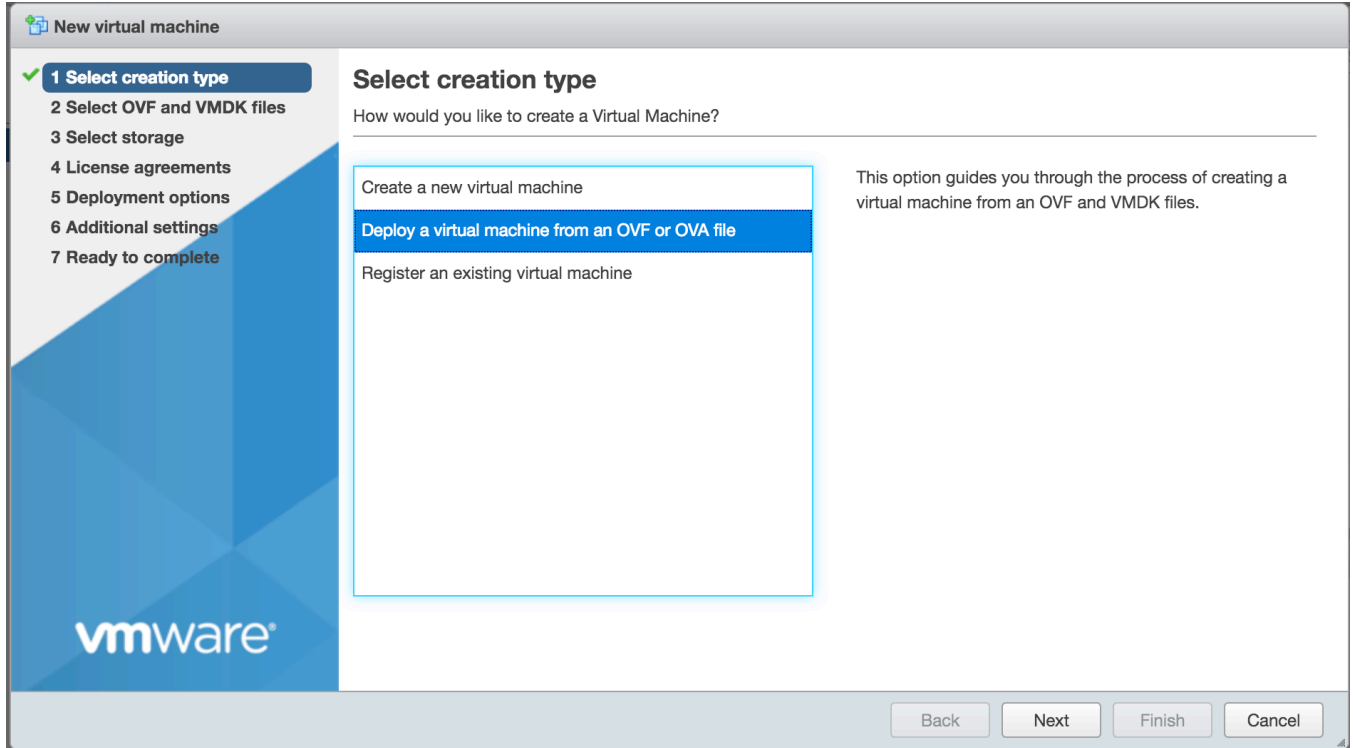 New virtual machine
1 Select creation type
2 Select OVF and VMDK files
3 Select storage
4 License agreements
5 Deployment options
6 Additional settings
7 Ready to complete
vmware®
Select creation type
How would you like to create a Virtual Machine?
Create a new virtual machine
Deploy a virtual machine from an OVF or OVA file
Register an existing virtual machine
This option guides you through the process of creating a
virtual machine from an OVF and VMDK files.
Back
Next
Finish
Cancel